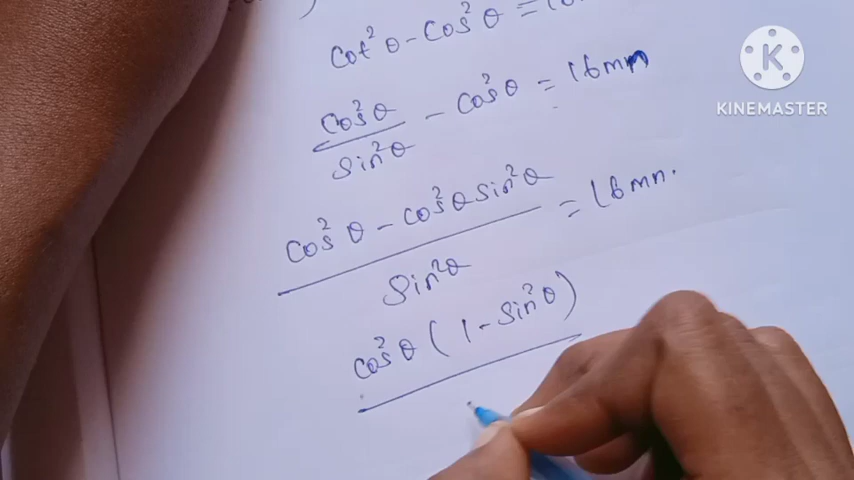 cot²θ - cos²θ =
cos²θ/sin²θ - cos²θ = 16mn
KINEMASTER
cos²θ - cos²θ sin²θ / sin²θ = 16mn.
cos²θ (1 - sin²θ)